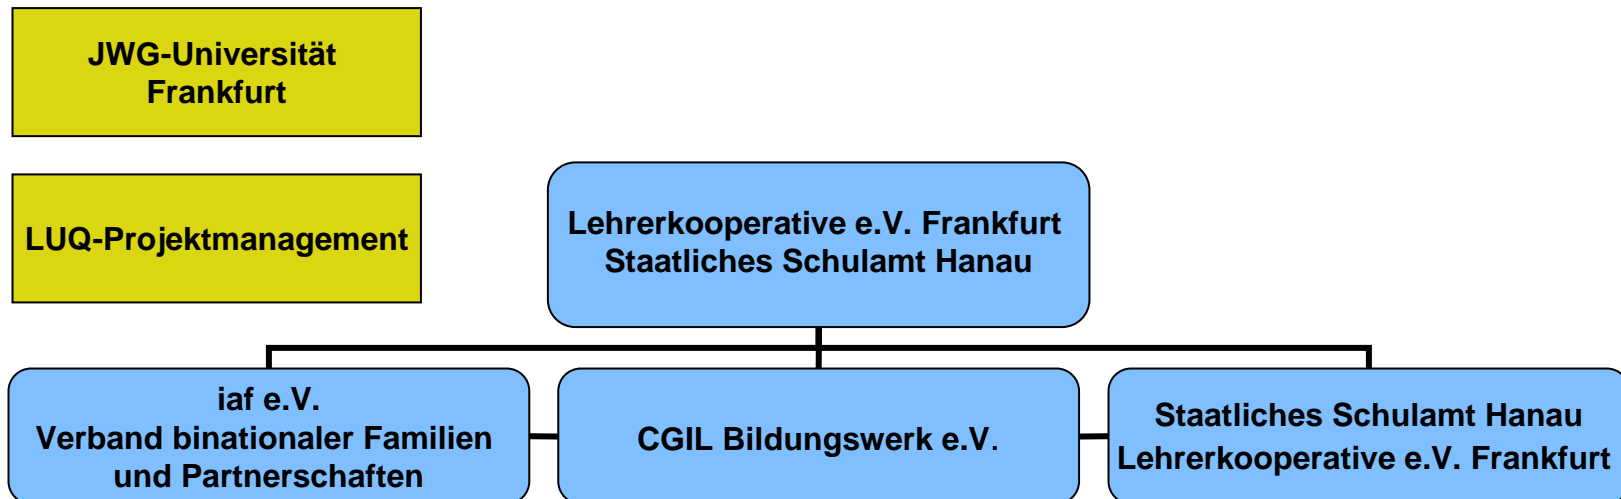 JWG-Universität
Frankfurt
LUQ-Projektmanagement
Lehrerkooperative e.V. Frankfurt
Staatliches Schulamt Hanau
iaf e.V.
Verband binationaler Familien
und Partnerschaften
CGIL Bildungswerk e.V.
Staatliches Schulamt Hanau
Lehrerkooperative e.V. Frankfurt